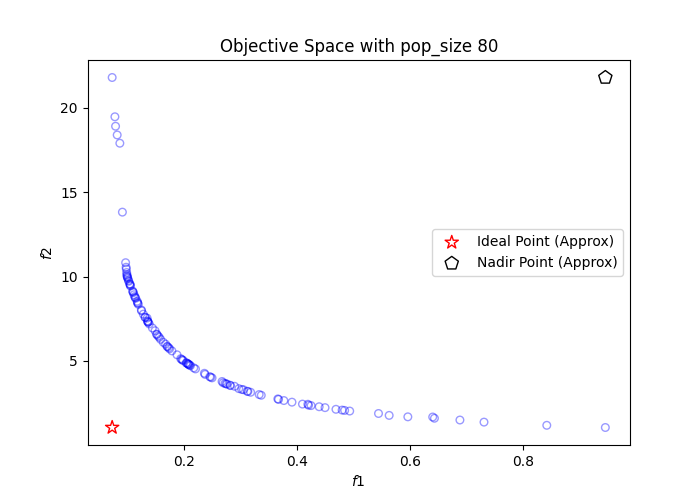 Objective Space with pop_size 80
20
15
10
5
f2
Ideal Point (Approx)
Nadir Point (Approx)
0.2 0.4 0.6 0.8
f1